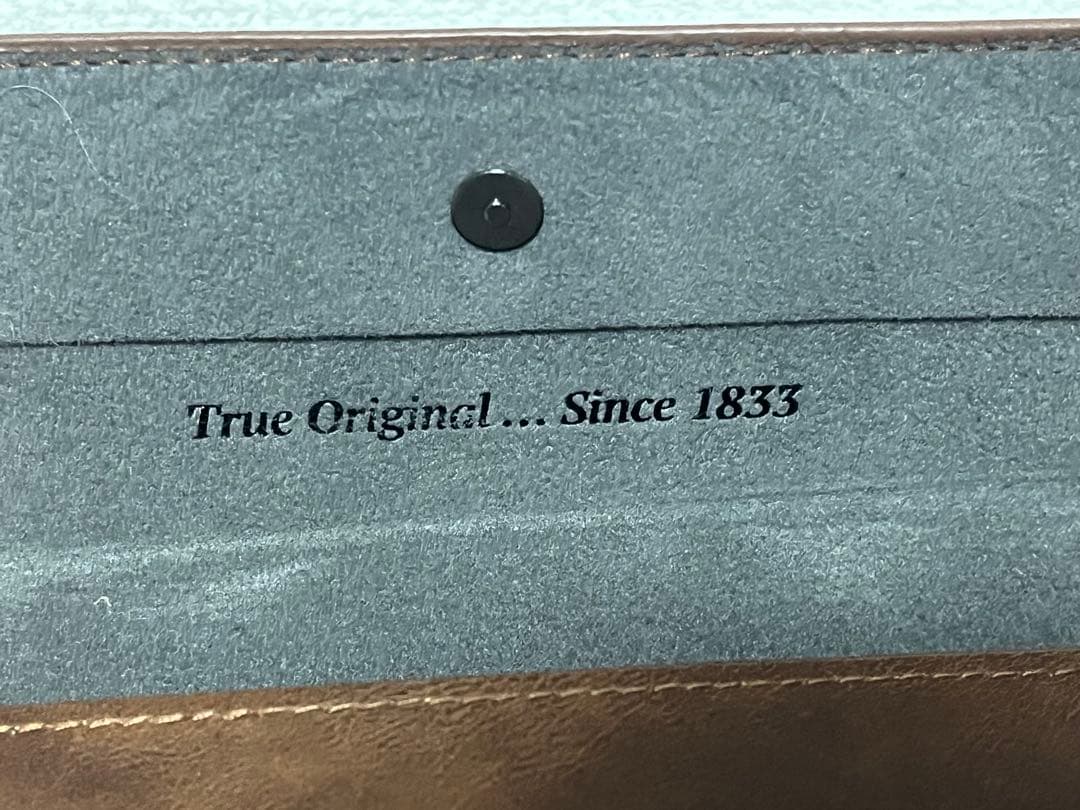 True Original ... Since 1833